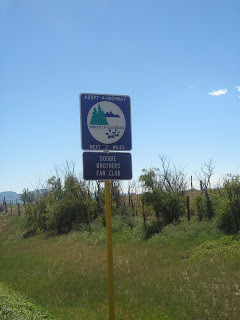 ADOPT-A-HIGHWAY
NEXT 2 MILES
DOOBIE
BROTHERS
FAN CLUB